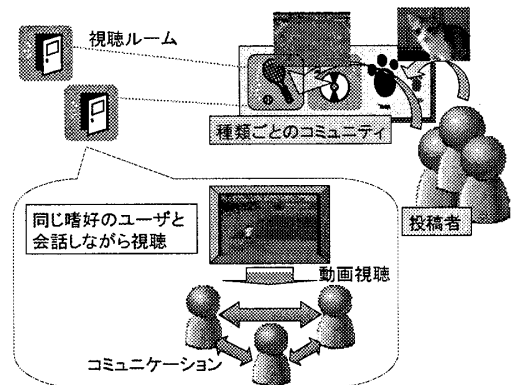 視聴ルーム
種類ごとのコミュニティ
投稿者
同じ嗜好のユーザと
会話しながら視聴
動画視聴
コミュニケーション